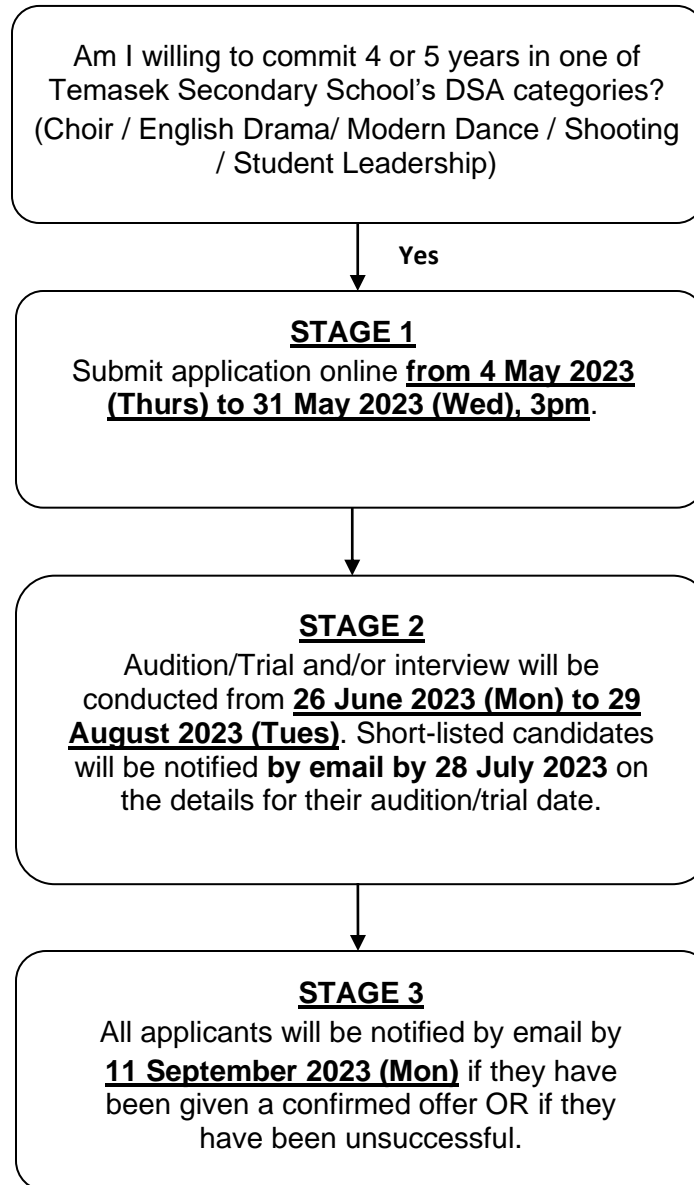 Am I willing to commit 4 or 5 years in one of
Temasek Secondary School’s DSA categories?
(Choir / English Drama/ Modern Dance / Shooting
/ Student Leadership)
Yes
STAGE 1
Submit application online from 4 May 2023
(Thurs) to 31 May 2023 (Wed), 3pm.
STAGE 2
Audition/Trial and/or interview will be
conducted from 26 June 2023 (Mon) to 29
August 2023 (Tues). Short-listed candidates
will be notified by email by 28 July 2023 on
the details for their audition/trial date.
STAGE 3
All applicants will be notified by email by
11 September 2023 (Mon) if they have
been given a confirmed offer OR if they
have been unsuccessful.